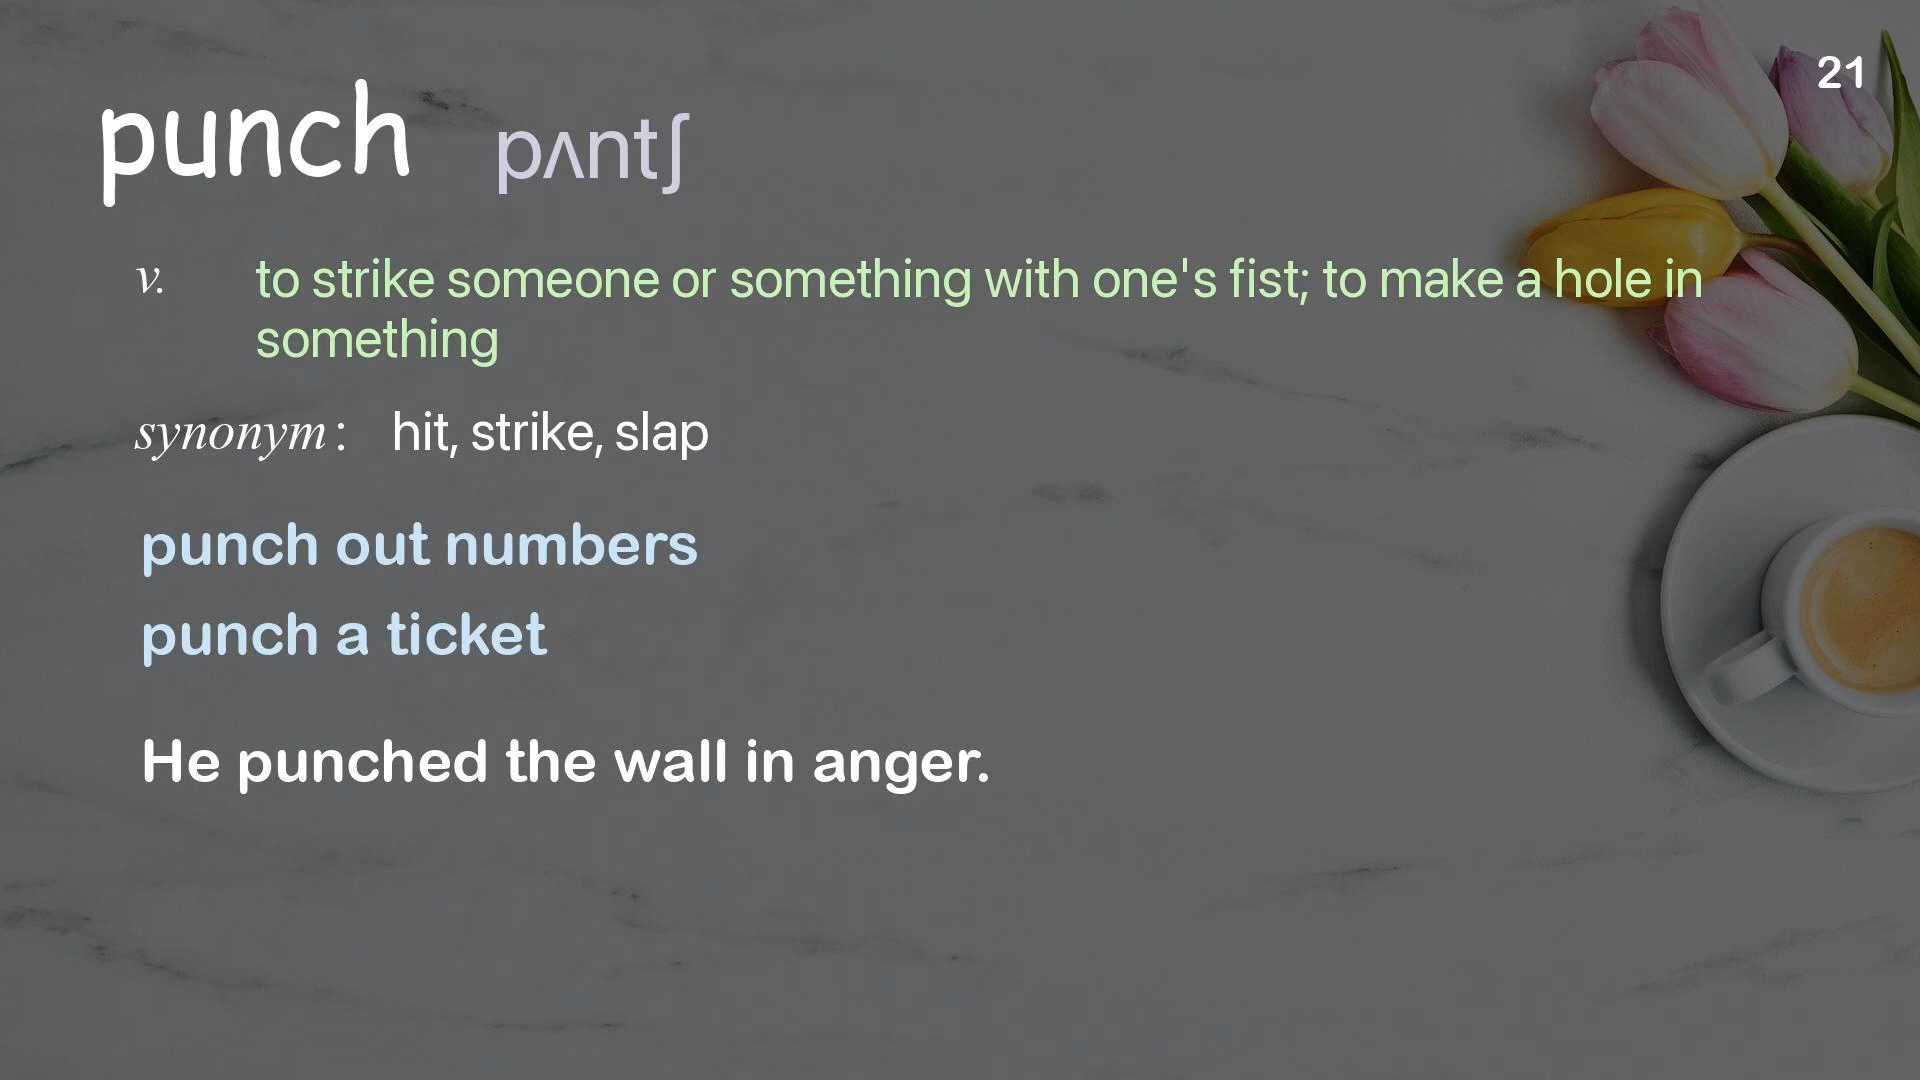 21
punch pʌntʃ
v. to strike someone or something with one's fist; to make a hole in
something
synonym: hit, strike, slap
punch out numbers
punch a ticket
He punched the wall in anger.